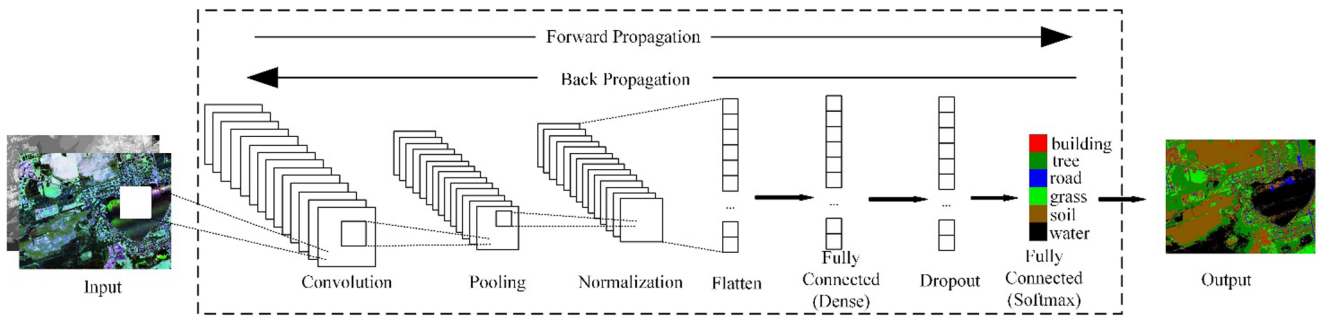 Forward Propagation
Back Propagation
building
tree
road
grass
soil
water
...
...
...
Input
Convolution
Pooling
Normalization
Flatten
Fully
Connected
(Dense)
Dropout
Fully
Connected
(Softmax)
Output